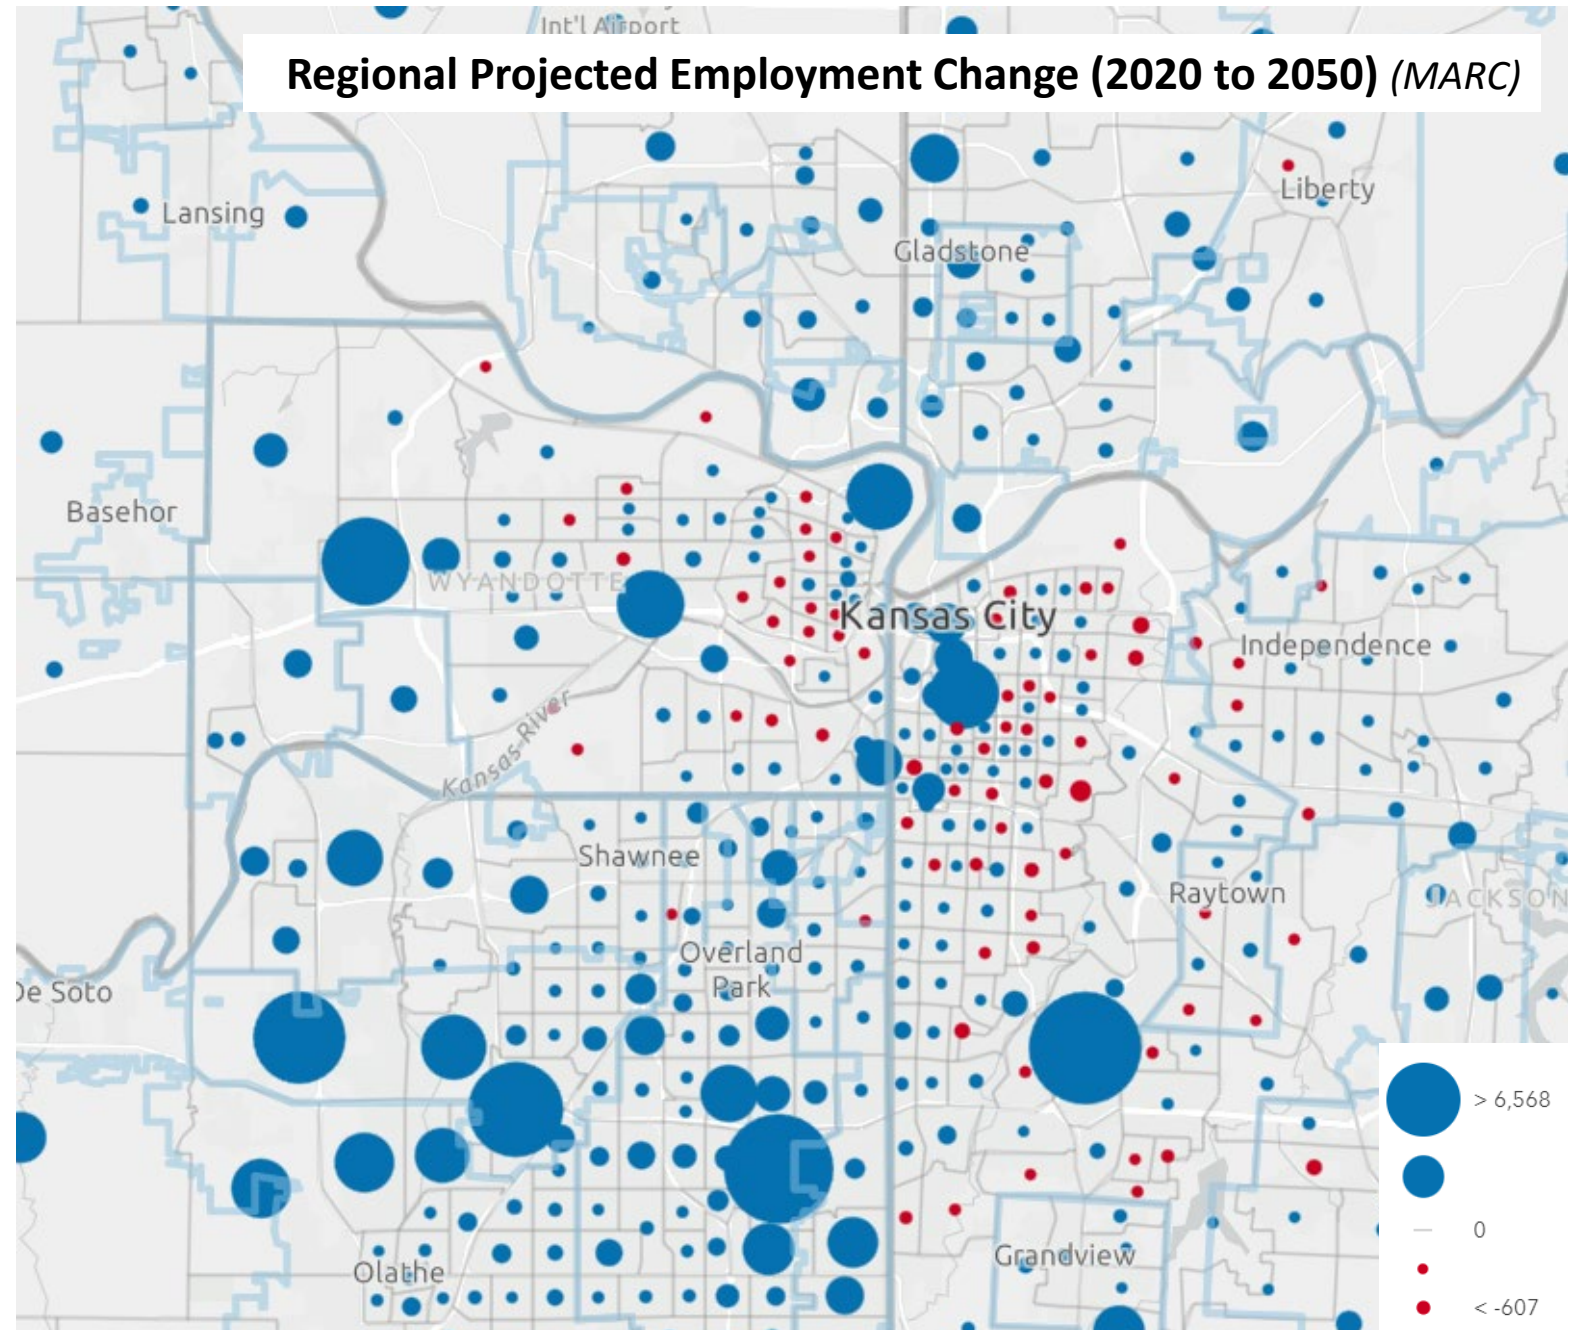 Int'l Airport
Regional Projected Employment Change (2020 to 2050) (MARC)
Liberty
Lansing
Gladstone
Basehor
WYANDOTTE
Kansas City
Independence
Kansas River
Shawnee
Raytown
JACKSON
Overland
Park
De Soto
> 6,568
0
Grandview
Olathe
< -607